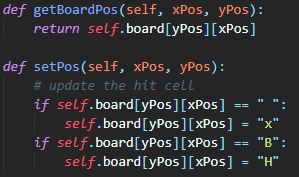 def getBoardPos(self, xPos, yPos):
    return self.board[yPos][xPos]

def setPos(self, xPos, yPos):
    # update the hit cell
    if self.board[yPos][xPos] == " ":
        self.board[yPos][xPos] = "x"
    if self.board[yPos][xPos] == "B":
        self.board[yPos][xPos] = "H"